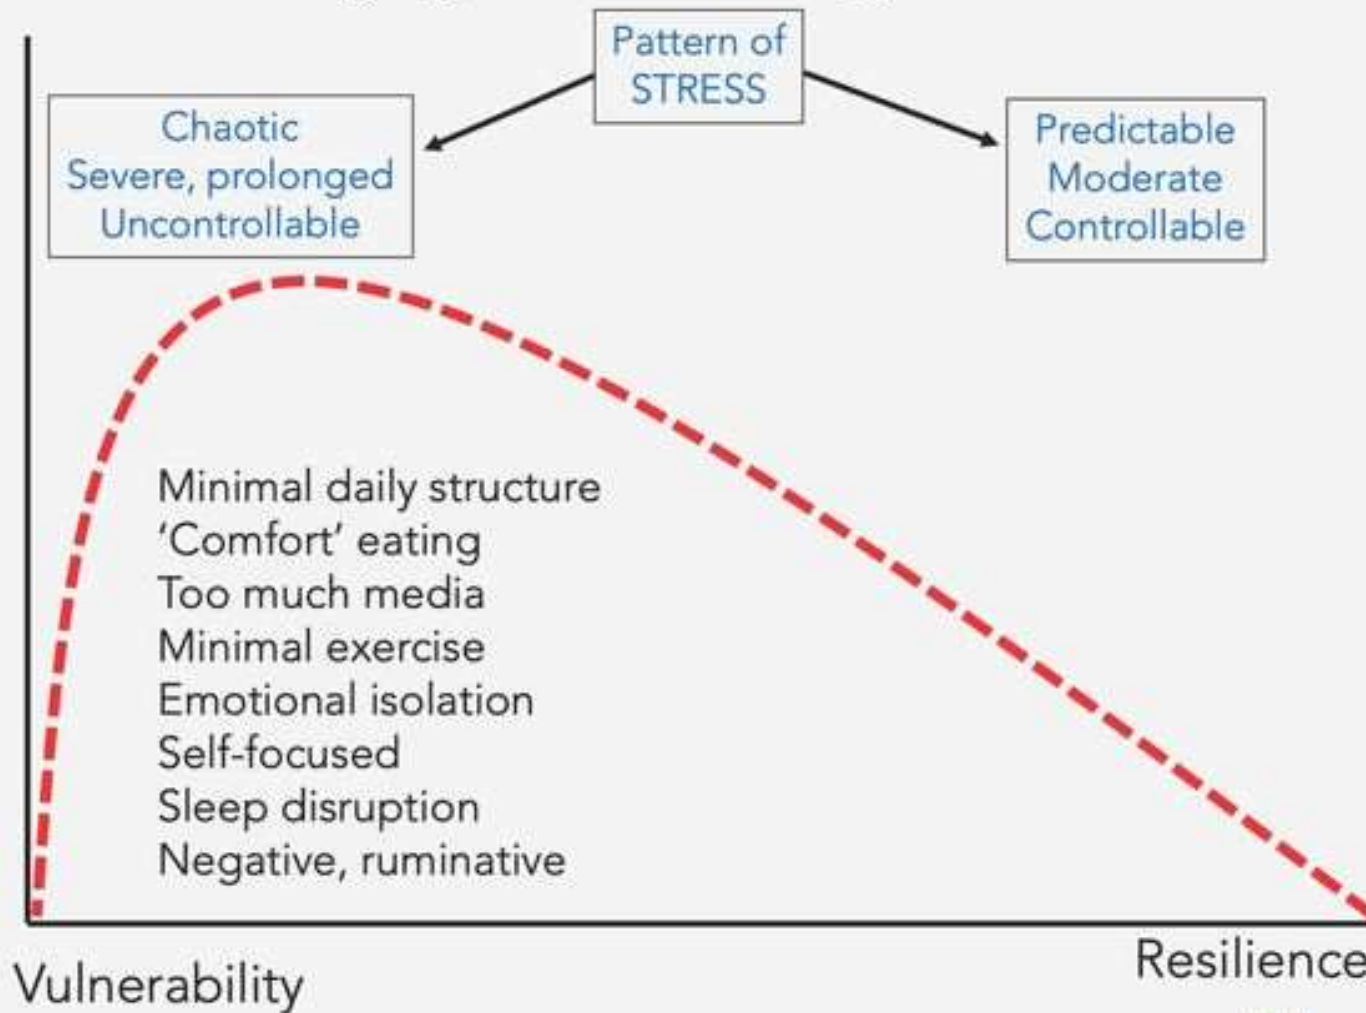 Pattern of
STRESS
Chaotic
Severe, prolonged
Uncontrollable
Predictable
Moderate
Controllable
Minimal daily structure
‘Comfort’ eating
Too much media
Minimal exercise
Emotional isolation
Self-focused
Sleep disruption
Negative, ruminative
Vulnerability
Resilience